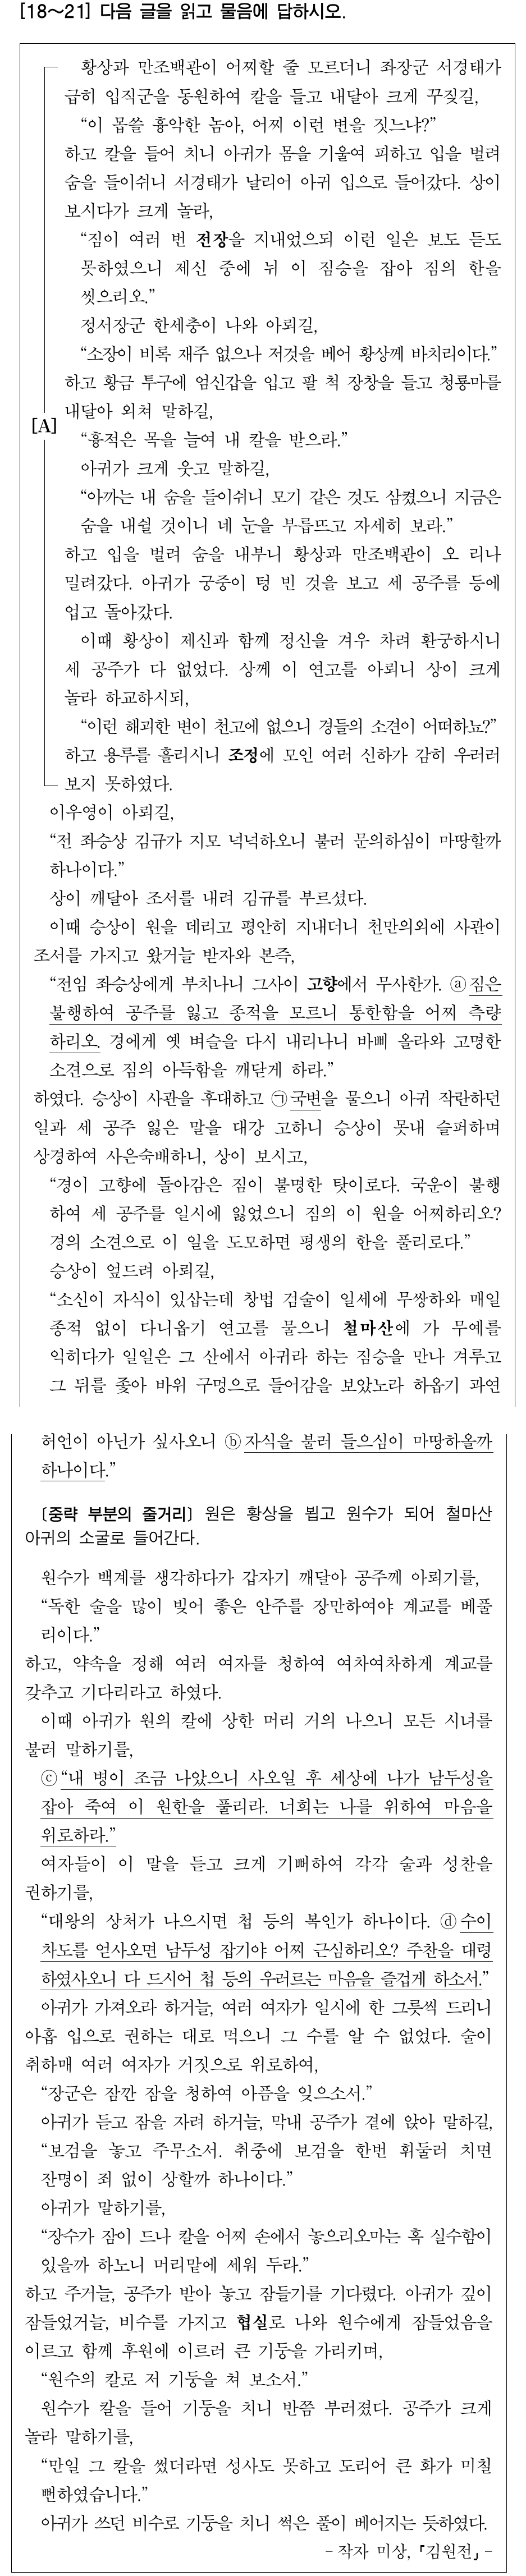 [18～21] 다음 글을 읽고 물음에 답하시오.
황상과 만조백관이 어찌할 줄 모르더니 좌장군 서경태가
급히 입직군을 동원하여 칼을 들고 내달아 크게 꾸짖길,
“이 몹쓸 흉악한 놈아, 어찌 이런 변을 짓느냐?”
하고 칼을 들어 치니 아귀가 몸을 기울여 피하고 입을 벌려
숨을 들이쉬니 서경태가 날리어 아귀 입으로 들어갔다. 상이
보시다가 크게 놀라,
“짐이 여러 번 전장을 지내었으되 이런 일은 보도 듣도
못하였으니 제신 중에 뉘 이 짐승을 잡아 짐의 한을
씻으리오.”
정서장군 한세충이 나와 아뢰길,
“소장이 비록 재주 없으나 저것을 베어 황상께 바치리이다.”
하고 황금 투구에 엄신갑을 입고 팔 척 장창을 들고 청룡마를
내달아 외쳐 말하길,
[A]
“흉적은 목을 늘여 내 칼을 받으라.”
아귀가 크게 웃고 말하길,
“아까는 내 숨을 들이쉬니 모기 같은 것도 삼켰으니 지금은
숨을 내쉴 것이니 네 눈을 부릅뜨고 자세히 보라.”
하고 입을 벌려 숨을 내부니 황상과 만조백관이 오 리나
밀려갔다. 아귀가 궁중이 텅 빈 것을 보고 세 공주를 등에
업고 돌아갔다.
이때 황상이 제신과 함께 정신을 겨우 차려 환궁하시니
세 공주가 다 없었다. 상께 이 연고를 아뢰니 상이 크게
놀라 하교하시되,
“이런 해괴한 변이 천고에 없으니 경들의 소견이 어떠하뇨?”
하고 용루를 흘리시니 조정에 모인 여러 신하가 감히 우러러
보지 못하였다.
이우영이 아뢰길,
“전 좌승상 김규가 지모 넉넉하오니 불러 문의하심이 마땅할까
하나이다.”
상이 깨달아 조서를 내려 김규를 부르셨다.
이때 승상이 원을 데리고 평안히 지내더니 천만의외에 사관이
조서를 가지고 왔거늘 받자와 본즉,
“전임 좌승상에게 부치나니 그사이 고향에서 무사한가. ⓐ 짐은
불행하여 공주를 잃고 종적을 모르니 통한함을 어찌 측량
하리오. 경에게 옛 벼슬을 다시 내리나니 바삐 올라와 고명한
소견으로 짐의 아득함을 깨닫게 하라.”
하였다. 승상이 사관을 후대하고 ㉠ 국변을 물으니 아귀 작란하던
일과 세 공주 잃은 말을 대강 고하니 승상이 못내 슬퍼하며
상경하여 사은숙배하니, 상이 보시고,
“경이 고향에 돌아감은 짐이 불명한 탓이로다. 국운이 불행
하여 세 공주를 일시에 잃었으니 짐의 이 원을 어찌하리오?
경의 소견으로 이 일을 도모하면 평생의 한을 풀리로다.”
승상이 엎드려 아뢰길,
“소신이 자식이 있삽는데 창법 검술이 일세에 무쌍하와 매일
종적 없이 다니옵기 연고를 물으니 철마산에 가 무예를
익히다가 일일은 그 산에서 아귀라 하는 짐승을 만나 겨루고
그 뒤를 좇아 바위 구멍으로 들어감을 보았노라 하옵기 과연
허언이 아닌가 싶사오니 ⓑ 자식을 불러 들으심이 마땅하올까
하나이다.”
[중략 부분의 줄거리] 원은 황상을 뵙고 원수가 되어 철마산
아귀의 소굴로 들어간다.
원수가 백계를 생각하다가 갑자기 깨달아 공주께 아뢰기를,
“독한 술을 많이 빚어 좋은 안주를 장만하여야 계교를 베풀
리이다.”
하고, 약속을 정해 여러 여자를 청하여 여차여차하게 계교를
갖추고 기다리라고 하였다.
이때 아귀가 원의 칼에 상한 머리 거의 나으니 모든 시녀를
불러 말하기를,
ⓒ “내 병이 조금 나았으니 사오일 후 세상에 나가 남두성을
잡아 죽여 이 원한을 풀리라. 너희는 나를 위하여 마음을
위로하라.”
여자들이 이 말을 듣고 크게 기뻐하여 각각 술과 성찬을
권하기를,
“대왕의 상처가 나으시면 첩 등의 복인가 하나이다. ⓓ 수이
차도를 얻사오면 남두성 잡기야 어찌 근심하리오? 주찬을 대령
하였사오니 다 드시어 첩 등의 우러르는 마음을 즐겁게 하소서.”
아귀가 가져오라 하거늘, 여러 여자가 일시에 한 그릇씩 드리니
아홉 입으로 권하는 대로 먹으니 그 수를 알 수 없었다. 술이
취하매 여러 여자가 거짓으로 위로하여,
“장군은 잠깐 잠을 청하여 아픔을 잊으소서.”
아귀가 듣고 잠을 자려 하거늘, 막내 공주가 곁에 앉아 말하길,
“보검을 놓고 주무소서. 취중에 보검을 한번 휘둘러 치면
잔명이 죄 없이 상할까 하나이다.”
아귀가 말하기를,
“장수가 잠이 드나 칼을 어찌 손에서 놓으리오마는 혹 실수함이
있을까 하노니 머리맡에 세워 두라.”
하고 주거늘, 공주가 받아 놓고 잠들기를 기다렸다. 아귀가 깊이
잠들었거늘, 비수를 가지고 협실로 나와 원수에게 잠들었음을
이르고 함께 후원에 이르러 큰 기둥을 가리키며,
“원수의 칼로 저 기둥을 쳐 보소서.”
원수가 칼을 들어 기둥을 치니 반쯤 부러졌다. 공주가 크게
놀라 말하기를,
“만일 그 칼을 썼더라면 성사도 못하고 도리어 큰 화가 미칠
뻔하였습니다.”
아귀가 쓰던 비수로 기둥을 치니 썩은 풀이 베어지는 듯하였다.
- 작자 미상, 「김원전」 -